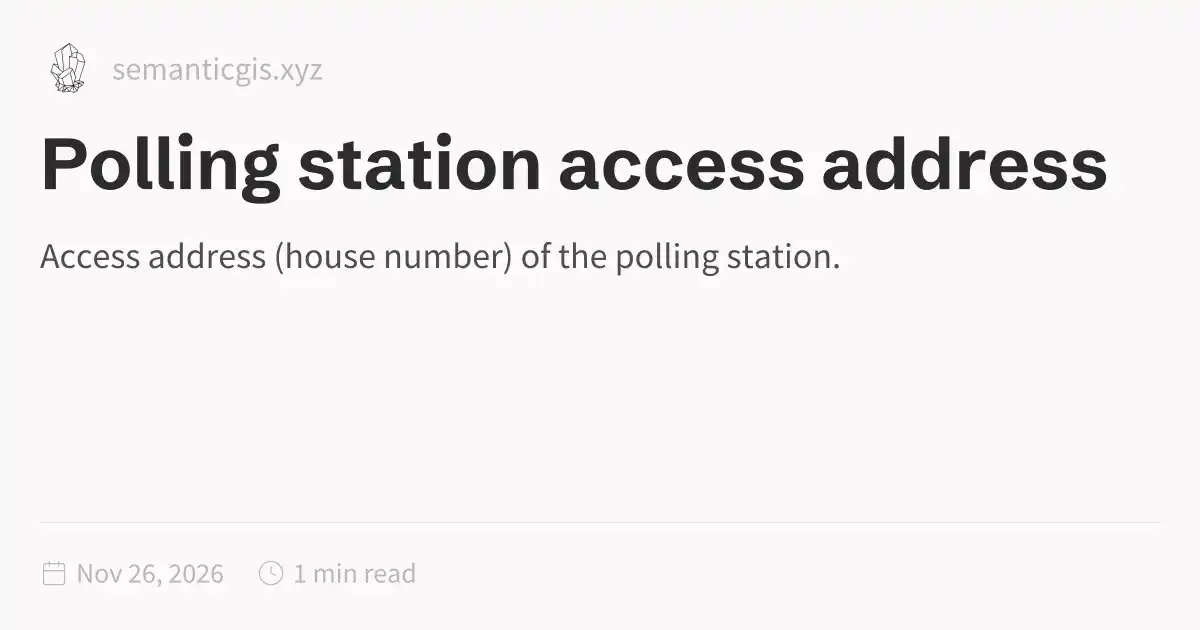 semanticgis.xyz
Polling station access address
Access address (house number) of the polling station.
Nov 26, 2026 1 min read